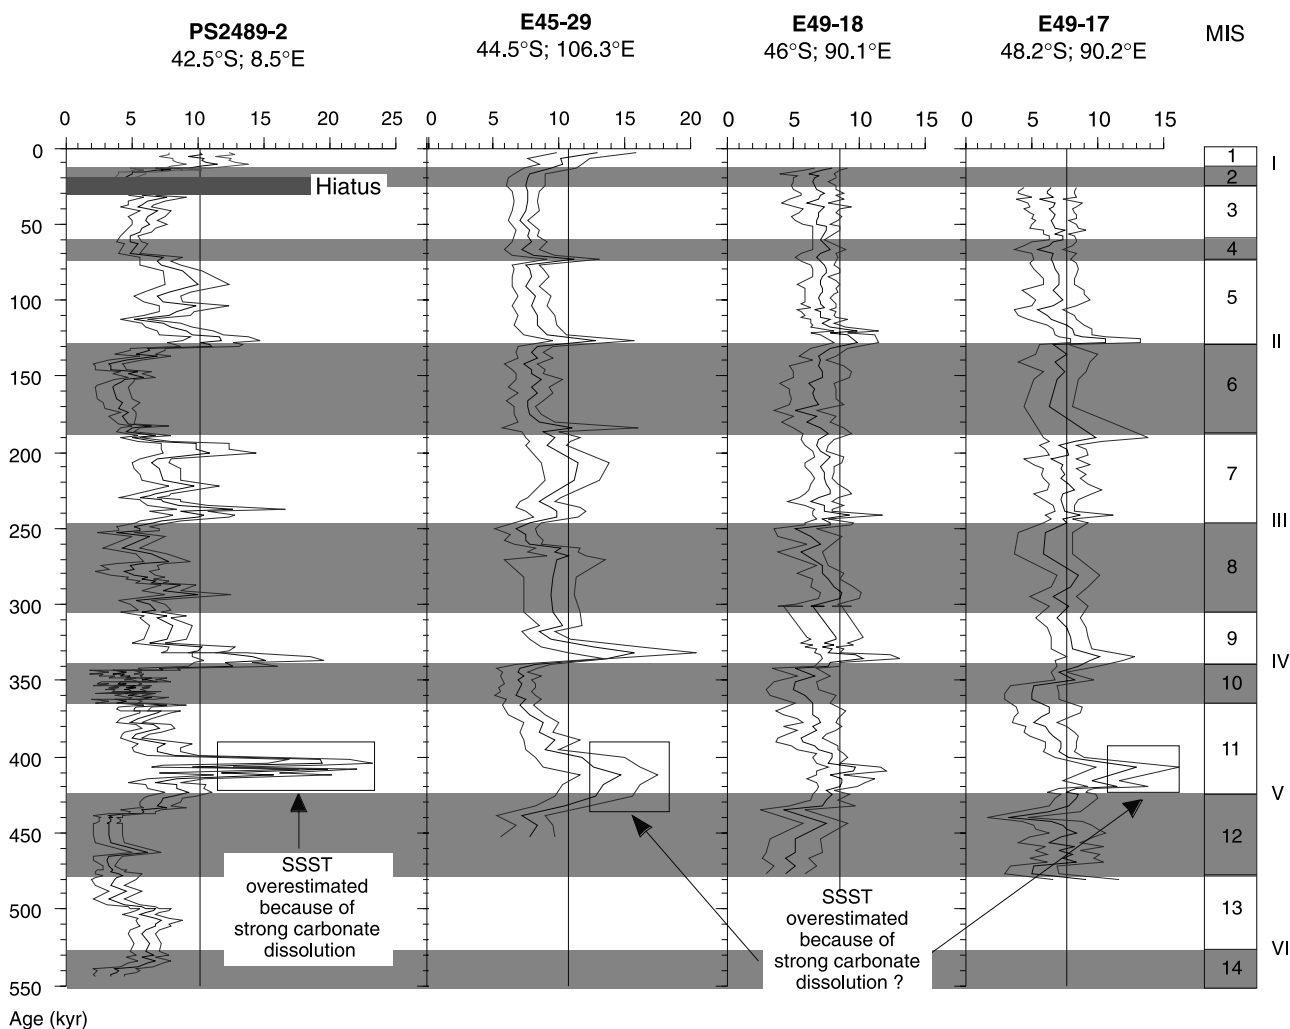 PS2489-2
42.5°S; 8.5°E
E45-29
44.5°S; 106.3°E
E49-18
46°S; 90.1°E
E49-17
48.2°S; 90.2°E
MIS
0 5 10 15 20 25
0 5 10 15 20
0 5 10 15
0 5 10 15
0
50
100
150
200
250
300
350
400
450
500
550
Age (kyr)
Hiatus
SSST
overestimated
because of
strong carbonate
dissolution
SSST
overestimated
because of
strong carbonate
dissolution ?
1
2
3
4
5
6
7
8
9
10
11
12
13
14
I
II
III
IV
V
VI